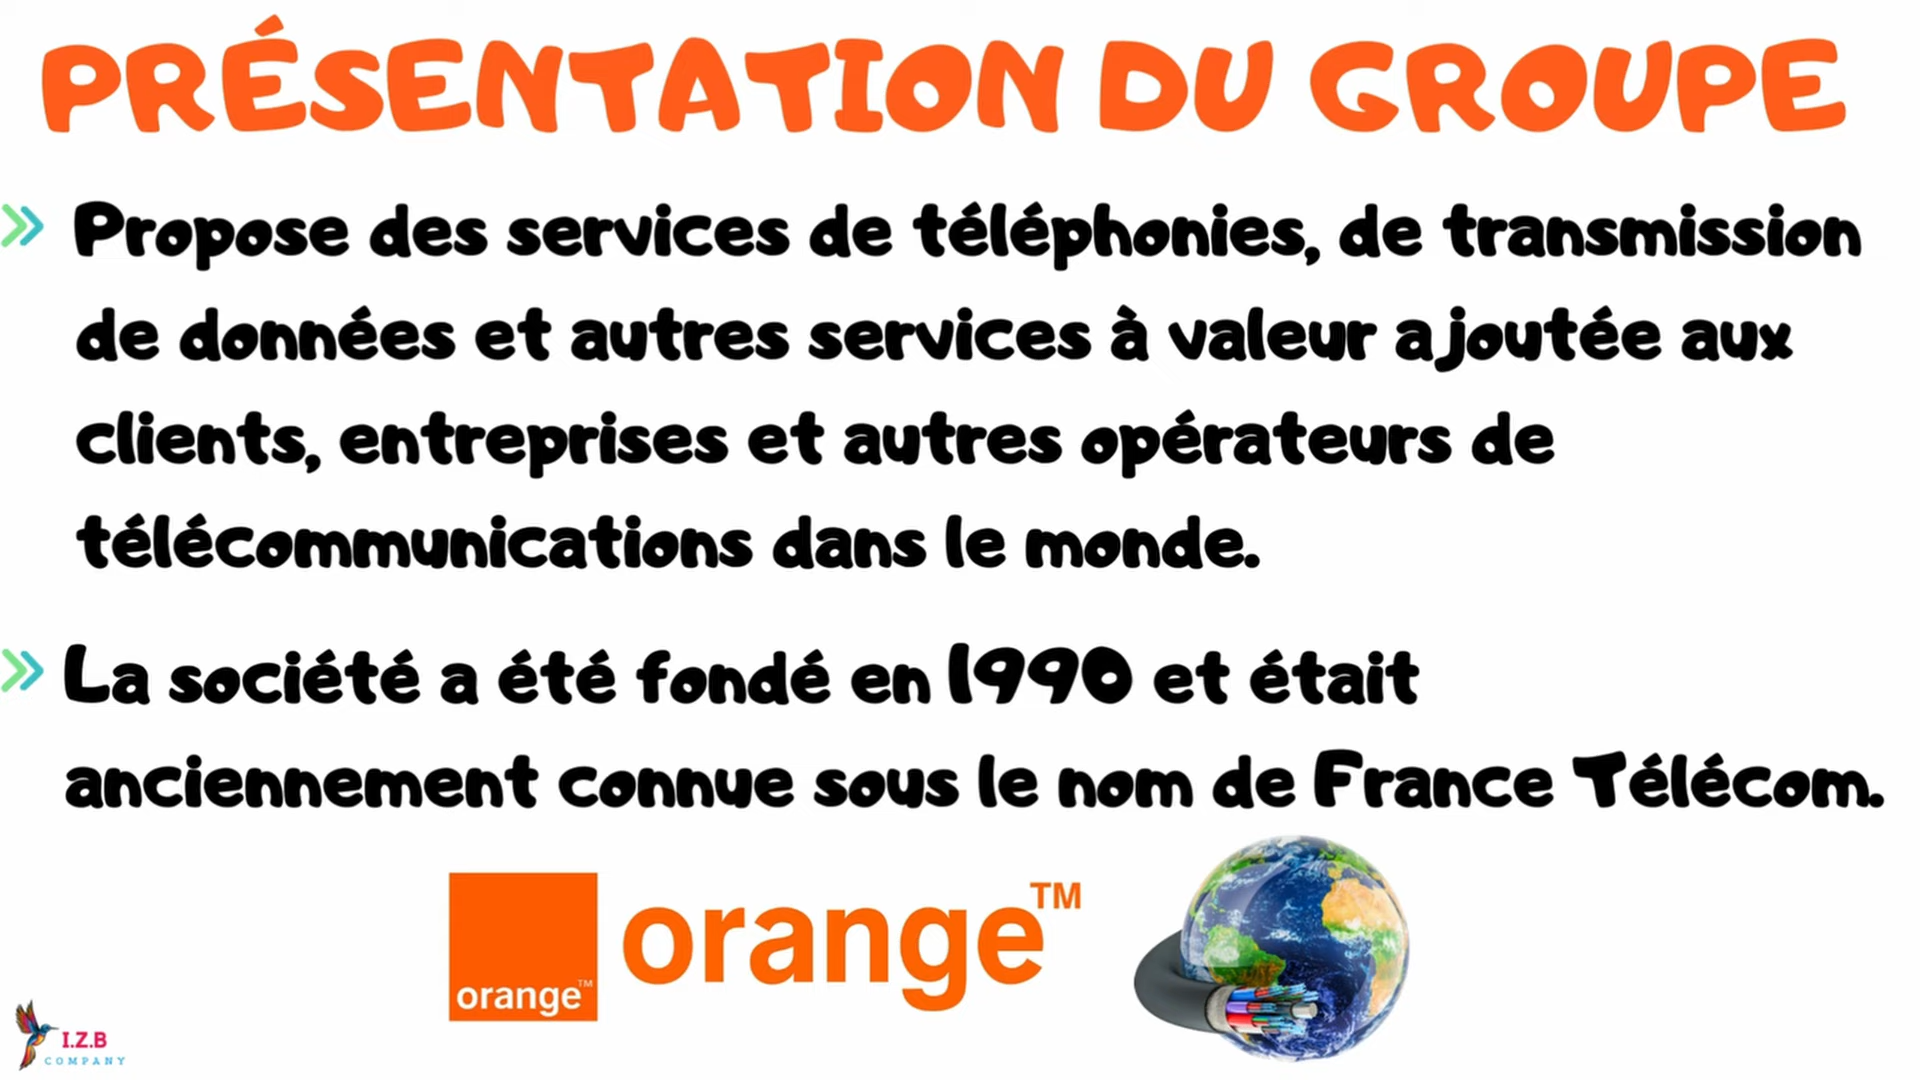 PRÉSENTATION DU GROUPE
Propose des services de téléphonies, de transmission
de données et autres services à valeur ajoutée aux
clients, entreprises et autres opérateurs de
télécommunications dans le monde.
La société a été fondé en 1990 et était
anciennement connue sous le nom de France Télécom.
orange™
orange™
I.Z.B
COMPANY